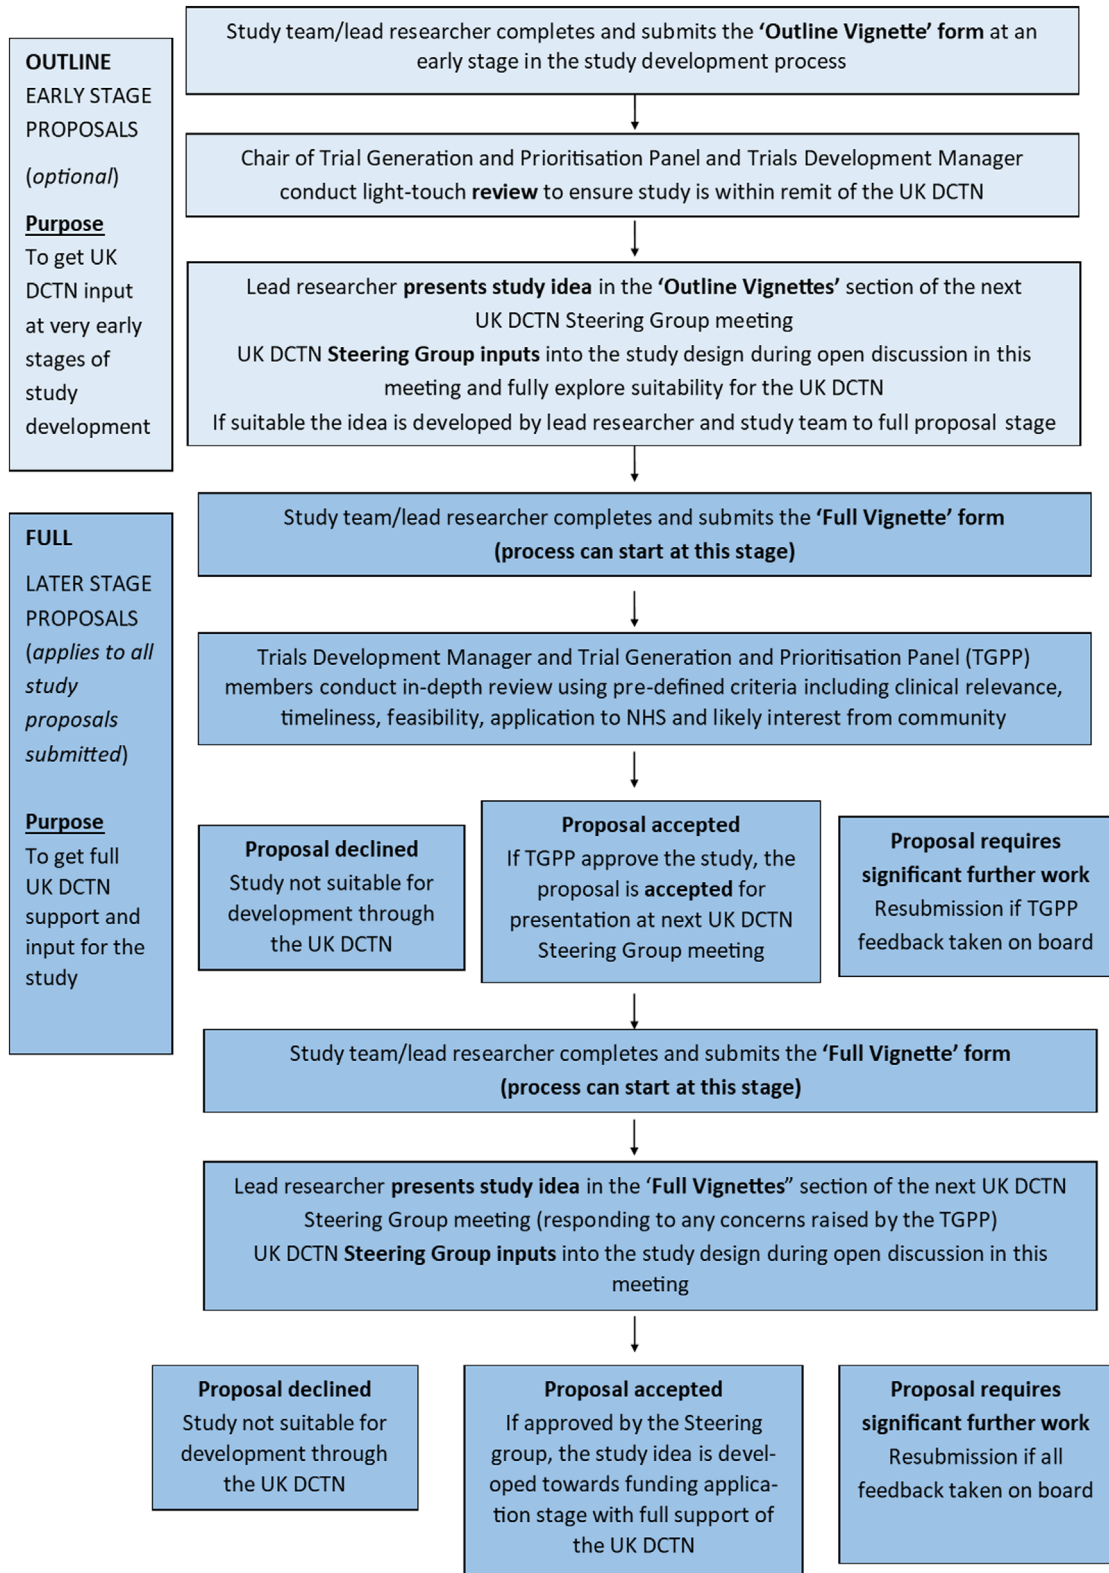 OUTLINE
EARLY STAGE
PROPOSALS
(optional)
Purpose
To get UK
DCTN input
at very early
stages of
study
development
Study team/lead researcher completes and submits the ‘Outline Vignette’ form at an
early stage in the study development process
Chair of Trial Generation and Prioritisation Panel and Trials Development Manager
conduct light-touch review to ensure study is within remit of the UK DCTN
Lead researcher presents study idea in the ‘Outline Vignettes’ section of the next
UK DCTN Steering Group meeting
UK DCTN Steering Group inputs into the study design during open discussion in this
meeting and fully explore suitability for the UK DCTN
If suitable the idea is developed by lead researcher and study team to full proposal stage
FULL
LATER STAGE
PROPOSALS
(applies to all
study
proposals
submitted)
Purpose
To get full
UK DCTN
support and
input for the
study
Study team/lead researcher completes and submits the ‘Full Vignette’ form
(process can start at this stage)
Trials Development Manager and Trial Generation and Prioritisation Panel (TGPP)
members conduct in-depth review using pre-defined criteria including clinical relevance,
timeliness, feasibility, application to NHS and likely interest from community
Proposal declined
Study not suitable for
development through
the UK DCTN
Proposal accepted
If TGPP approve the study, the
proposal is accepted for
presentation at next UK DCTN
Steering Group meeting
Proposal requires
significant further work
Resubmission if TGPP
feedback taken on board
Study team/lead researcher completes and submits the ‘Full Vignette’ form
(process can start at this stage)
Lead researcher presents study idea in the ‘Full Vignettes” section of the next UK DCTN
Steering Group meeting (responding to any concerns raised by the TGPP)
UK DCTN Steering Group inputs into the study design during open discussion in this
meeting
Proposal declined
Study not suitable for
development through
the UK DCTN
Proposal accepted
If approved by the Steering
group, the study idea is devel-
oped towards funding applica-
tion stage with full support of
the UK DCTN
Proposal requires
significant further work
Resubmission if all
feedback taken on board